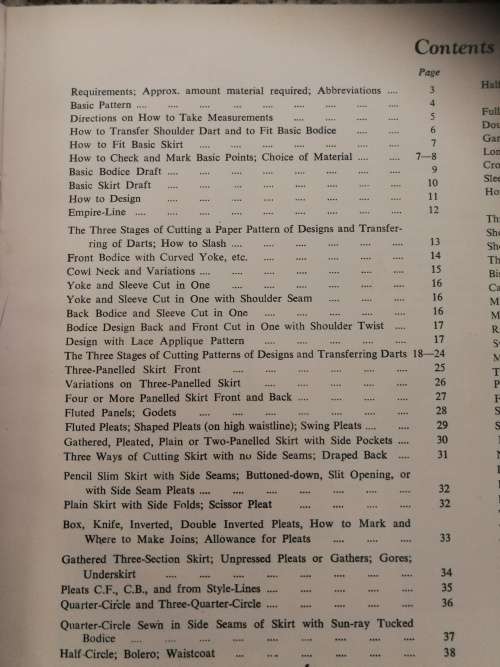 Contents
Page
Requirements; Approx. amount material required; Abbreviations .... 3
Basic Pattern .... .... .... .... .... .... .... 4
Directions on How to Take Measurements .... .... .... 5
How to Transfer Shoulder Dart and to Fit Basic Bodice .... 6
How to Fit Basic Skirt .... .... .... .... .... .... 7
How to Check and Mark Basic Points; Choice of Material .... .... 7—8
Basic Bodice Draft .... .... .... .... .... .... 9
Basic Skirt Draft .... .... .... .... .... .... 10
How to Design .... .... .... .... .... .... 11
Empire-Line .... .... .... .... .... .... .... 12
The Three Stages of Cutting a Paper Pattern of Designs and Transfer-
ring of Darts; How to Slash .... .... .... .... .... 13
Front Bodice with Curved Yoke, etc. .... .... .... .... 14
Cowl Neck and Variations .... .... .... .... .... .... 15
Yoke and Sleeve Cut in One .... .... .... .... .... 16
Yoke and Sleeve Cut in One with Shoulder Seam .... .... 16
Back Bodice and Sleeve Cut in One .... .... .... .... 16
Bodice Design Back and Front Cut in One with Shoulder Twist .... 17
Design with Lace Applique Pattern .... .... .... .... 17
The Three Stages of Cutting Patterns of Designs and Transferring Darts 18—24
Three-Panelled Skirt Front .... .... .... .... .... 25
Variations on Three-Panelled Skirt .... .... .... .... 26
Four or More Panelled Skirt Front and Back .... .... .... 27
Fluted Panels; Godets .... .... .... .... .... .... 28
Fluted Pleats; Shaped Pleats (on high waistline); Swing Pleats .... .... 29
Gathered, Pleated, Plain or Two-Panelled Skirt with Side Pockets .... 30
Three Ways of Cutting Skirt with no Side Seams; Draped Back .... 31
Pencil Slim Skirt with Side Seams; Buttoned-down, Slit Opening, or
with Side Seam Pleats .... .... .... .... .... .... 32
Plain Skirt with Side Folds; Scissor Pleat .... .... .... 32
Box, Knife, Inverted, Double Inverted Pleats, How to Mark and
Where to Make Joins; Allowance for Pleats .... .... .... 33
Gathered Three-Section Skirt; Unpressed Pleats or Gathers; Gores;
Underskirt .... .... .... .... .... .... .... 34
Pleats C.F., C.B., and from Style-Lines .... .... .... .... 35
Quarter-Circle and Three-Quarter-Circle .... .... .... .... 36
Quarter-Circle Sewn in Side Seams of Skirt with Sun-ray Tucked
Bodice .... .... .... .... .... .... .... 37
Half-Circle; Bolero; Waistcoat .... .... .... .... .... 38